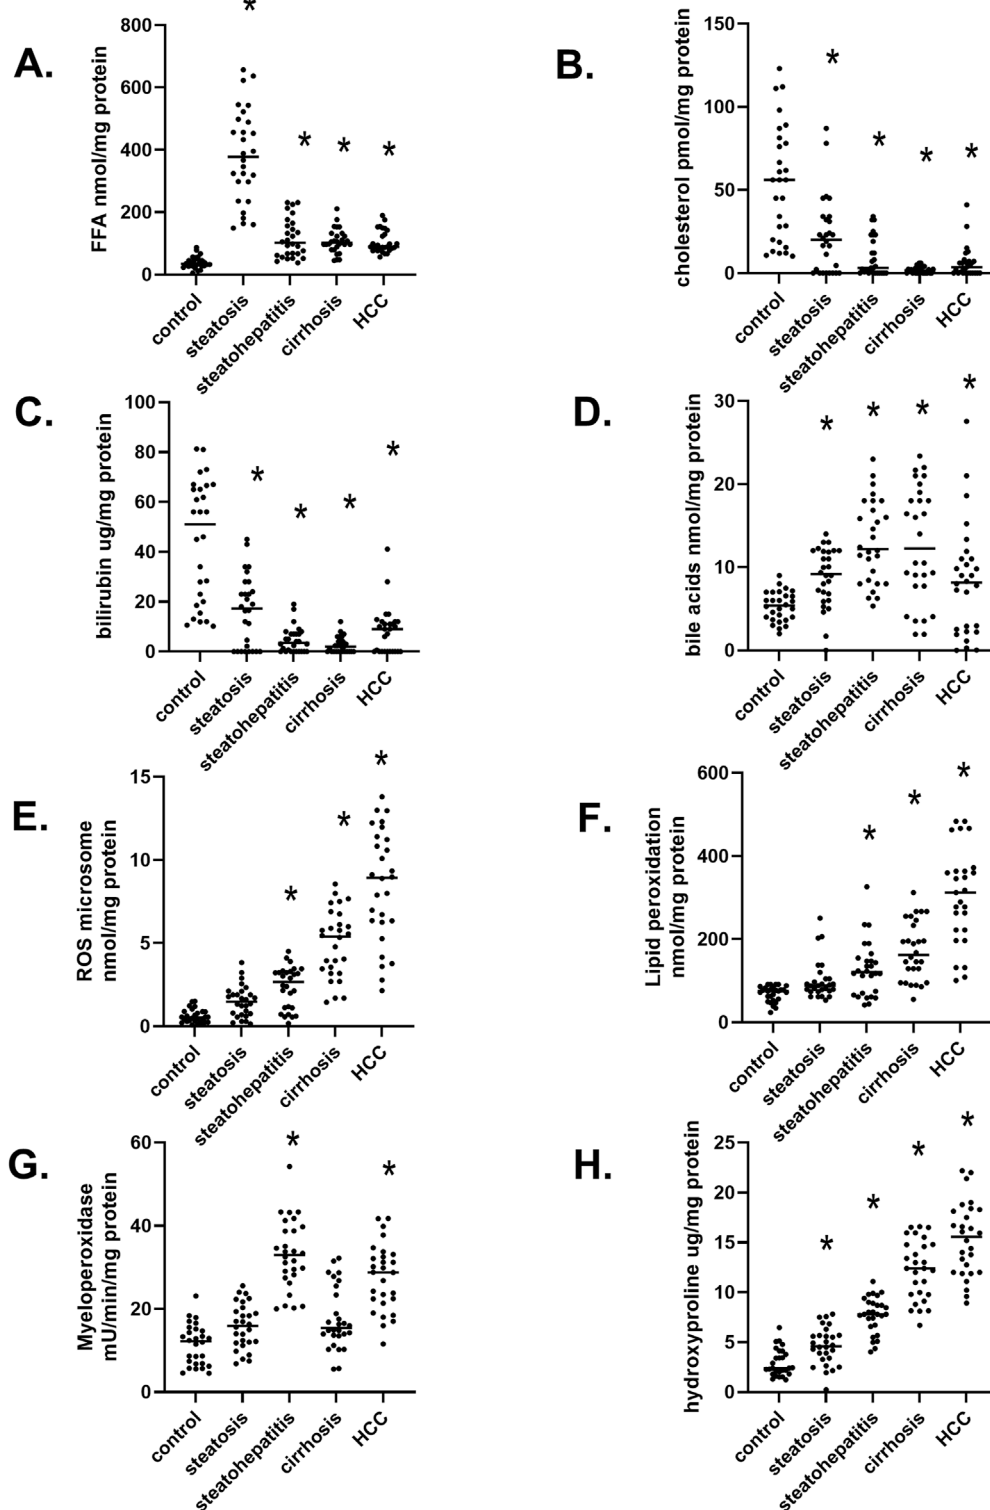 A.
FFA nmol/mg protein
800
600
400
200
0
*
*
*
*
control
steatosis
steatohepatitis
cirrhosis
HCC
B.
cholesterol pmol/mg protein
150
100
50
0
*
*
*
*
control
steatosis
steatohepatitis
cirrhosis
HCC
C.
bilirubin ug/mg protein
100
80
60
40
20
0
*
*
*
*
control
steatosis
steatohepatitis
cirrhosis
HCC
D.
bile acids nmol/mg protein
30
20
10
0
*
*
*
*
control
steatosis
steatohepatitis
cirrhosis
HCC
E.
ROS microsome
nmol/mg protein
15
10
5
0
*
*
*
control
steatosis
steatohepatitis
cirrhosis
HCC
F.
Lipid peroxidation
nmol/mg protein
600
400
200
0
*
*
*
control
steatosis
steatohepatitis
cirrhosis
HCC
G.
Myeloperoxidase
mU/min/mg protein
60
40
20
0
*
*
control
steatosis
steatohepatitis
cirrhosis
HCC
H.
hydroxyproline ug/mg protein
25
20
15
10
5
0
*
*
*
*
control
steatosis
steatohepatitis
cirrhosis
HCC